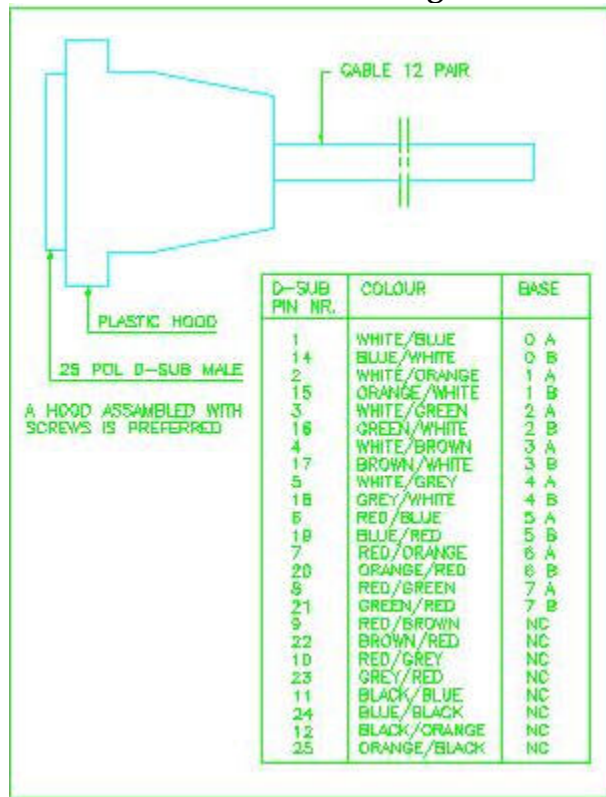 CABLE 12 PAIR
PLASTIC HOOD
25 POL D-SUB MALE
A HOOD ASSAMBLED WITH
SCREWS IS PREFERRED
D-SUB PIN NR. COLOUR BASE
1 WHITE/BLUE 0 A
14 BLUE/WHITE 0 B
2 WHITE/ORANGE 1 A
15 ORANGE/WHITE 1 B
3 WHITE/GREEN 2 A
16 GREEN/WHITE 2 B
4 WHITE/BROWN 3 A
17 BROWN/WHITE 3 B
5 WHITE/GREY 4 A
18 GREY/WHITE 4 B
6 RED/BLUE 5 A
19 BLUE/RED 5 B
7 RED/ORANGE 6 A
20 ORANGE/RED 6 B
8 RED/GREEN 7 A
21 GREEN/RED 7 B
9 RED/BROWN NC
22 BROWN/RED NC
10 RED/GREY NC
23 GREY/RED NC
11 BLACK/BLUE NC
24 BLUE/BLACK NC
12 BLACK/ORANGE NC
25 ORANGE/BLACK NC